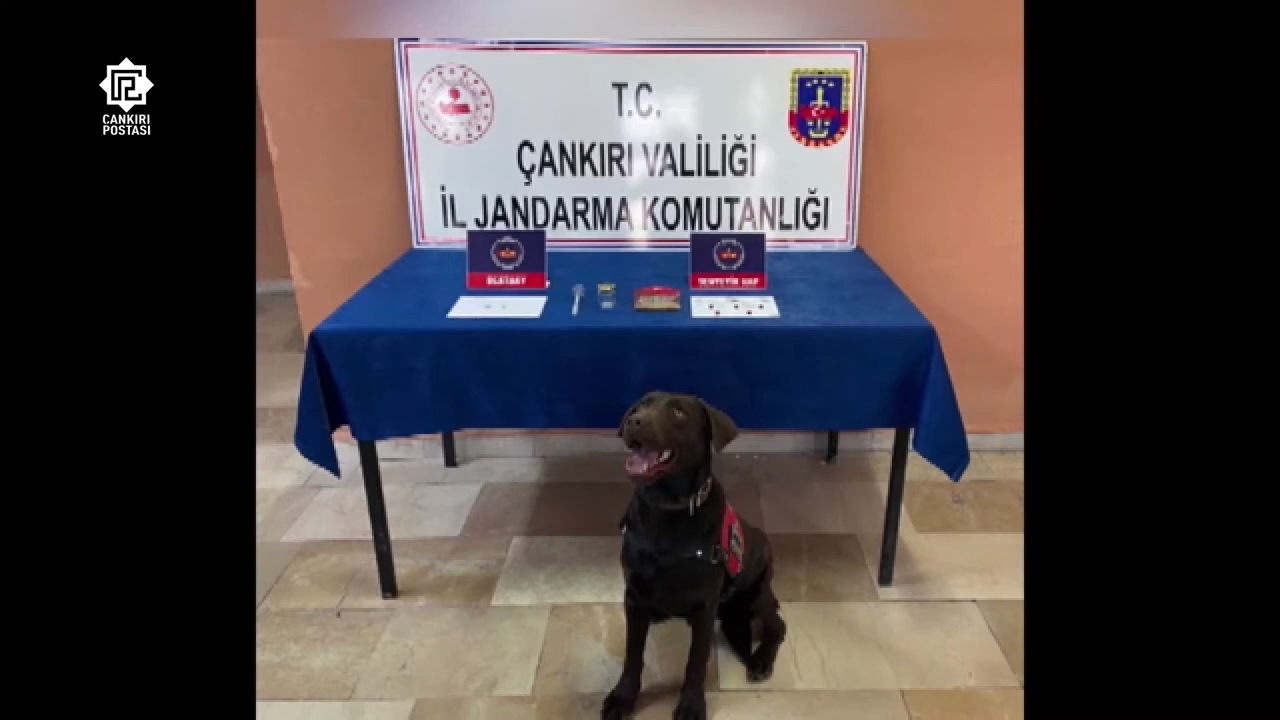 ÇANKIRI
POSTASI
T.C.
ÇANKIRI VALİLİĞİ
İL JANDARMA KOMUTANLIĞI